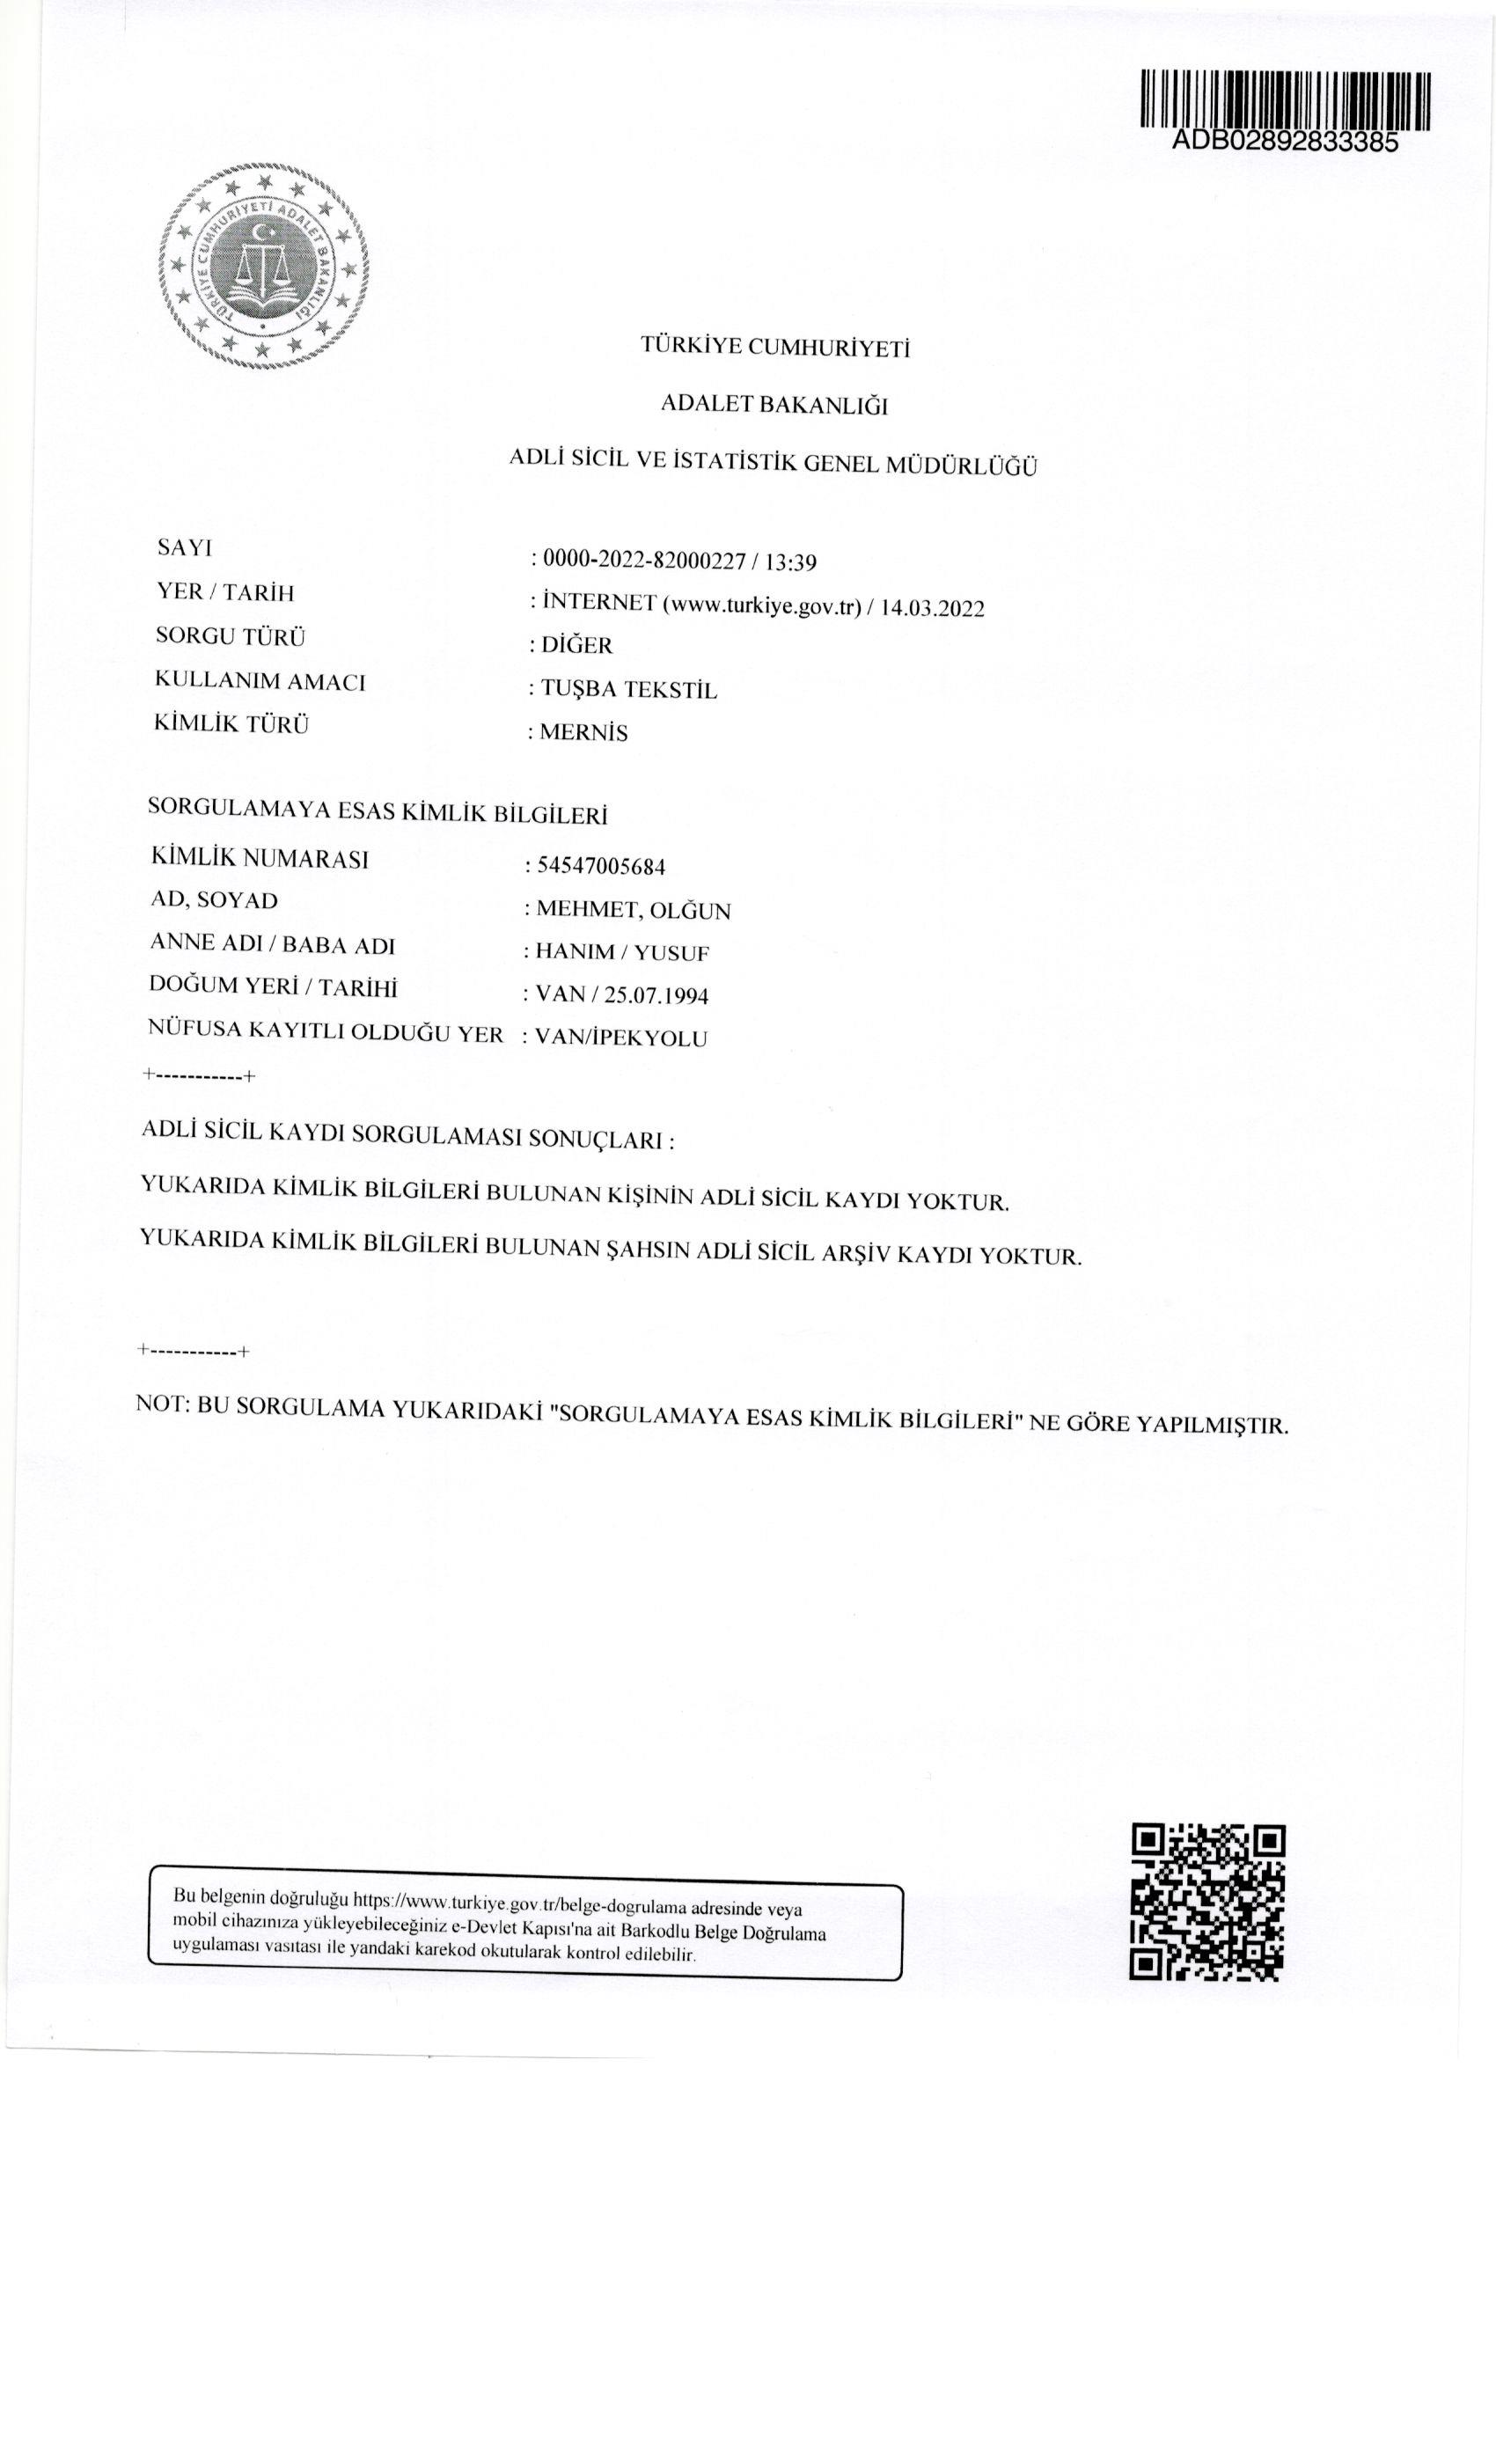 ADB02892833385
TÜRKİYE CUMHURİYETİ ADALET BAKANLIĞI
TÜRKİYE CUMHURİYETİ
ADALET BAKANLIĞI
ADLİ SİCİL VE İSTATİSTİK GENEL MÜDÜRLÜĞÜ
SAYI : 0000-2022-82000227 / 13:39
YER / TARİH : İNTERNET (www.turkiye.gov.tr) / 14.03.2022
SORGU TÜRÜ : DİĞER
KULLANIM AMACI : TUŞBA TEKSTİL
KİMLİK TÜRÜ : MERNİS
SORGULAMAYA ESAS KİMLİK BİLGİLERİ
KİMLİK NUMARASI : 54547005684
AD, SOYAD : MEHMET, OLĞUN
ANNE ADI / BABA ADI : HANIM / YUSUF
DOĞUM YERİ / TARİHİ : VAN / 25.07.1994
NÜFUSA KAYITLI OLDUĞU YER : VAN/İPEKYOLU
+-----------+
ADLİ SİCİL KAYDI SORGULAMASI SONUÇLARI :
YUKARIDA KİMLİK BİLGİLERİ BULUNAN KİŞİNİN ADLİ SİCİL KAYDI YOKTUR.
YUKARIDA KİMLİK BİLGİLERİ BULUNAN ŞAHSIN ADLİ SİCİL ARŞİV KAYDI YOKTUR.
+-----------+
NOT: BU SORGULAMA YUKARIDAKİ "SORGULAMAYA ESAS KİMLİK BİLGİLERİ" NE GÖRE YAPILMIŞTIR.
Bu belgenin doğruluğu https://www.turkiye.gov.tr/belge-dogrulama adresinde veya
mobil cihazınıza yükleyebileceğiniz e-Devlet Kapısı'na ait Barkodlu Belge Doğrulama
uygulaması vasıtası ile yandaki karekod okutularak kontrol edilebilir.